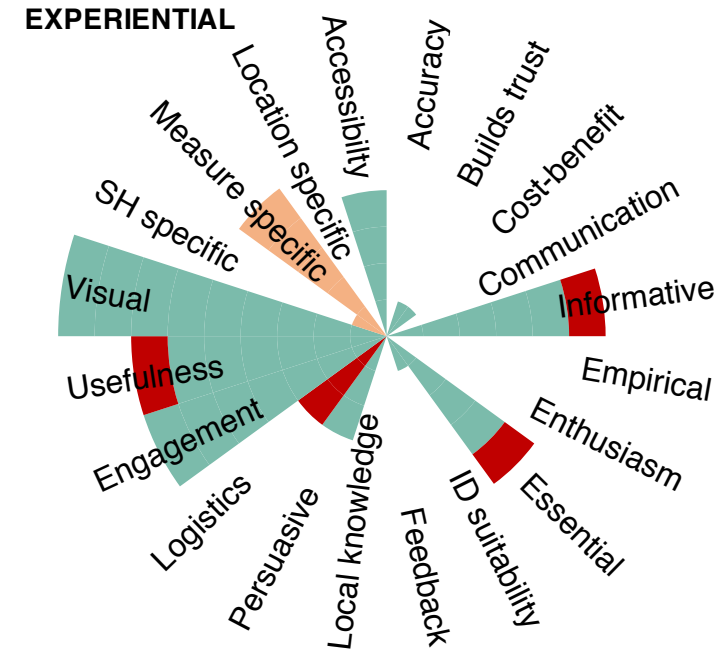 EXPERIENTIAL
Accessibilty
Accuracy
Builds trust
Cost-benefit
Communication
Informative
Empirical
Enthusiasm
Essential
ID suitability
Feedback
Local knowledge
Persuasive
Logistics
Engagement
Usefulness
Visual
SH specific
Measure specific
Location specific